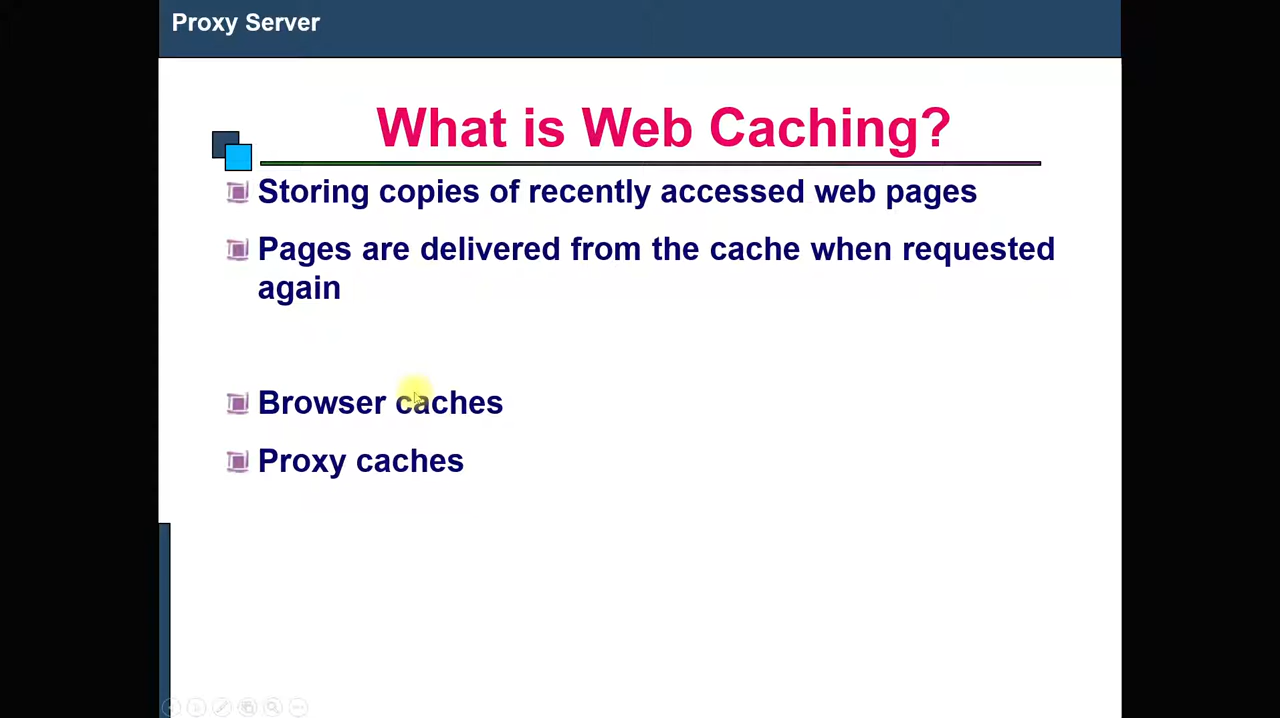 Proxy Server
What is Web Caching?
Storing copies of recently accessed web pages
Pages are delivered from the cache when requested
again
Browser caches
Proxy caches